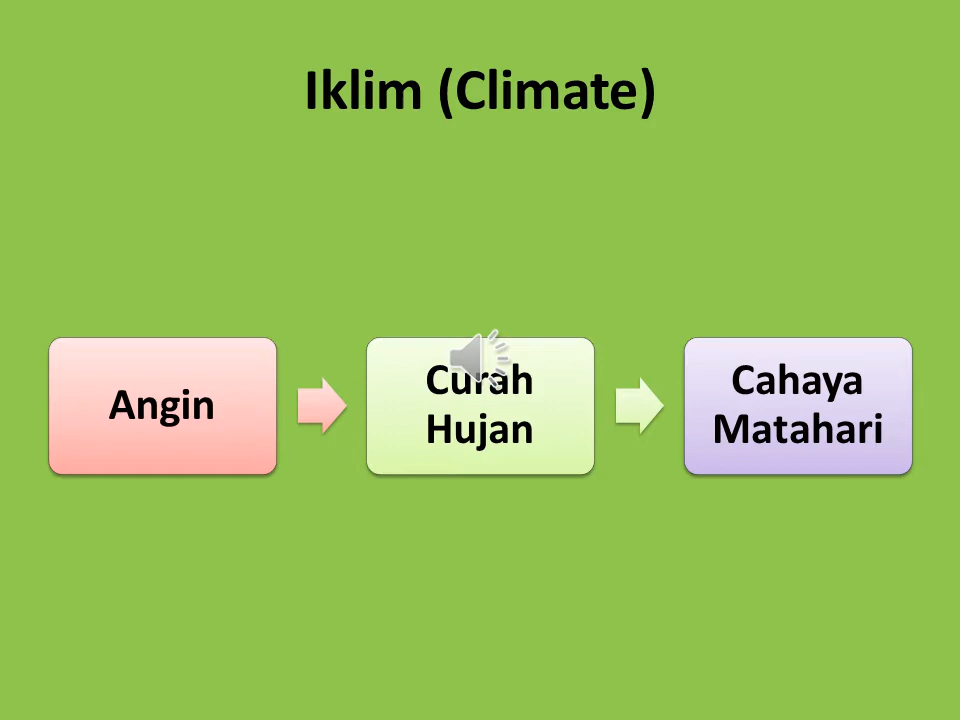 Iklim (Climate)
Angin
Curah
Hujan
Cahaya
Matahari